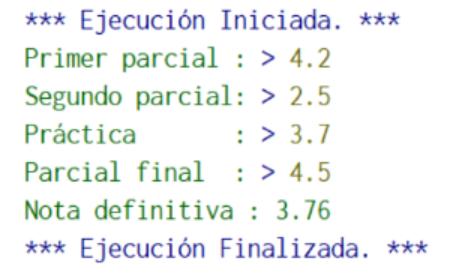 *** Ejecución Iniciada. ***
Primer parcial : > 4.2
Segundo parcial: > 2.5
Práctica       : > 3.7
Parcial final  : > 4.5
Nota definitiva : 3.76
*** Ejecución Finalizada. ***